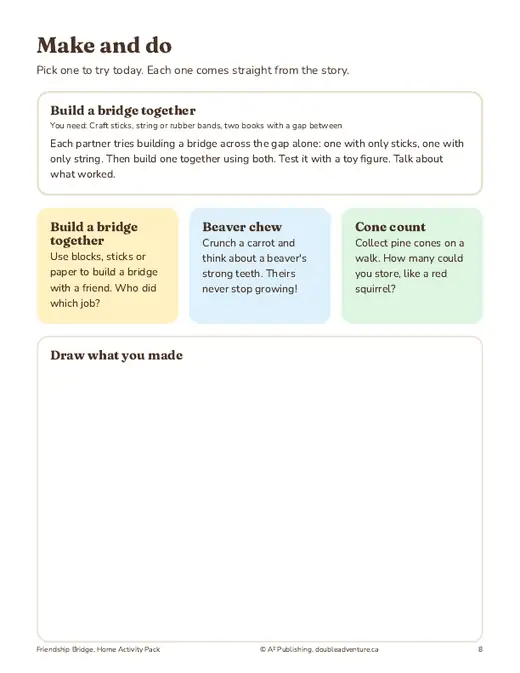 Make and do
Pick one to try today. Each one comes straight from the story.
Build a bridge together
You need: Craft sticks, string or rubber bands, two books with a gap between
Each partner tries building a bridge across the gap alone: one with only sticks, one with
only string. Then build one together using both. Test it with a toy figure. Talk about
what worked.
Build a bridge
together
Use blocks, sticks or
paper to build a bridge
with a friend. Who did
which job?
Beaver chew
Crunch a carrot and
think about a beaver's
strong teeth. Theirs
never stop growing!
Cone count
Collect pine cones on a
walk. How many could
you store, like a red
squirrel?
Draw what you made
Friendship Bridge, Home Activity Pack
© A² Publishing, doubleadventure.ca
8